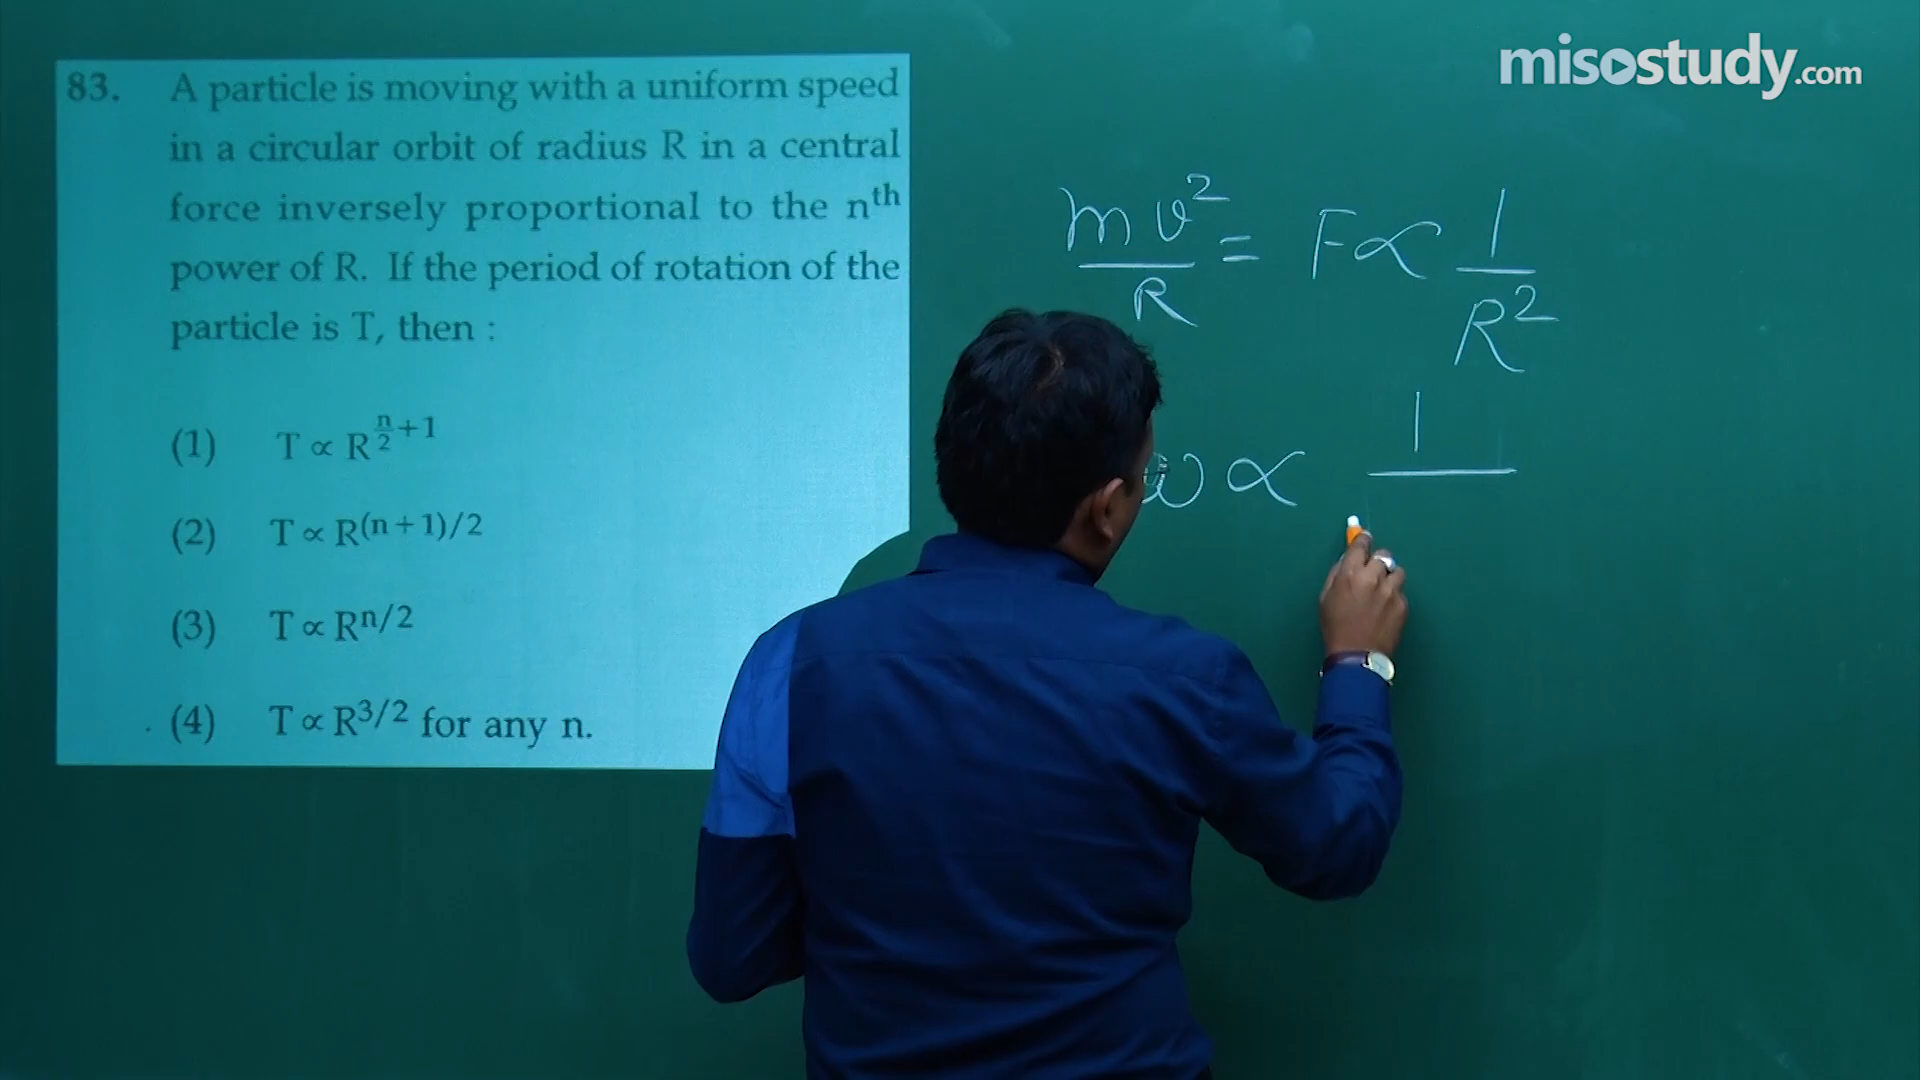 misostudy.com
83. A particle is moving with a uniform speed
in a circular orbit of radius R in a central
force inversely proportional to the nth
power of R. If the period of rotation of the
particle is T, then :
(1) T ∝ R^(n/2 + 1)
(2) T ∝ R^(n + 1)/2
(3) T ∝ R^n/2
(4) T ∝ R^3/2 for any n.
mv²/R = F ∝ 1/R²
ω ∝ 1/